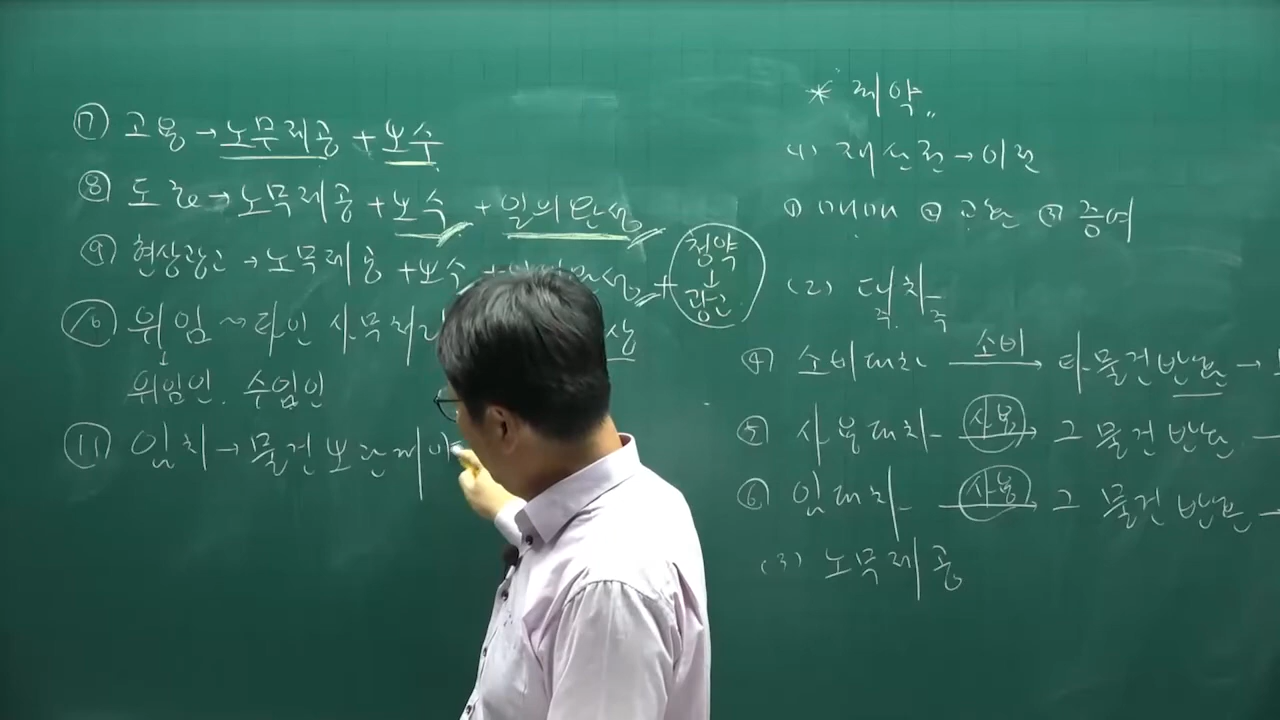 ⑦ 고용 → 노무제공 + 보수
⑧ 도급 → 노무제공 + 보수 + 일의 완성
⑨ 현상광고 → 노무제공 + 보수 + 완성 + 청약 ↓ 광고
⑩ 위임 ~ 타인 사무처리 상
↓
위임인. 수임인
⑪ 임치 → 물건보관
* 계약
(1) 재산권 → 이전
① 매매 ② 교환 ③ 증여
(2) 대차
④ 소비대차 소비 → 타 물건 반환 →
⑤ 사용대차 사용 → 그 물건 반환
⑥ 임대차 사용 → 그 물건 반환
(3) 노무제공